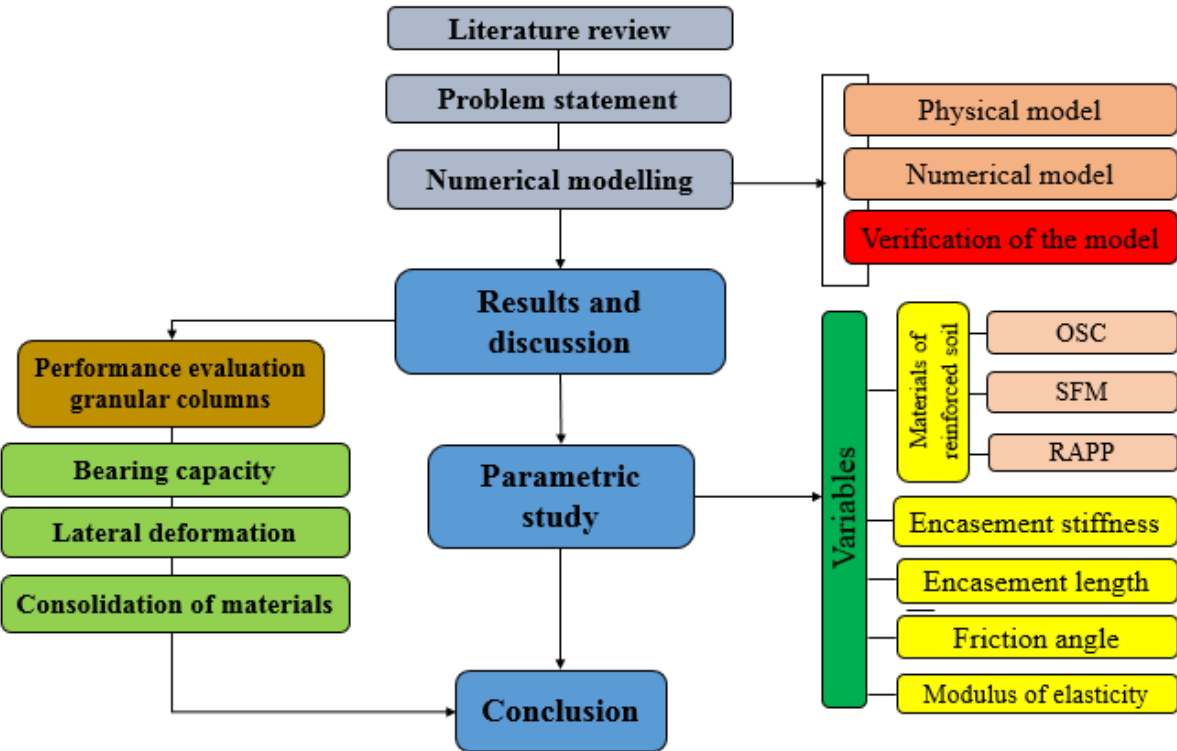 Literature review
Problem statement
Numerical modelling
Physical model
Numerical model
Verification of the model
Results and
discussion
Performance evaluation
granular columns
Bearing capacity
Lateral deformation
Consolidation of materials
Parametric
study
Conclusion
Variables
Materials of
reinforced soil
OSC
SFM
RAPP
Encasement stiffness
Encasement length
Friction angle
Modulus of elasticity